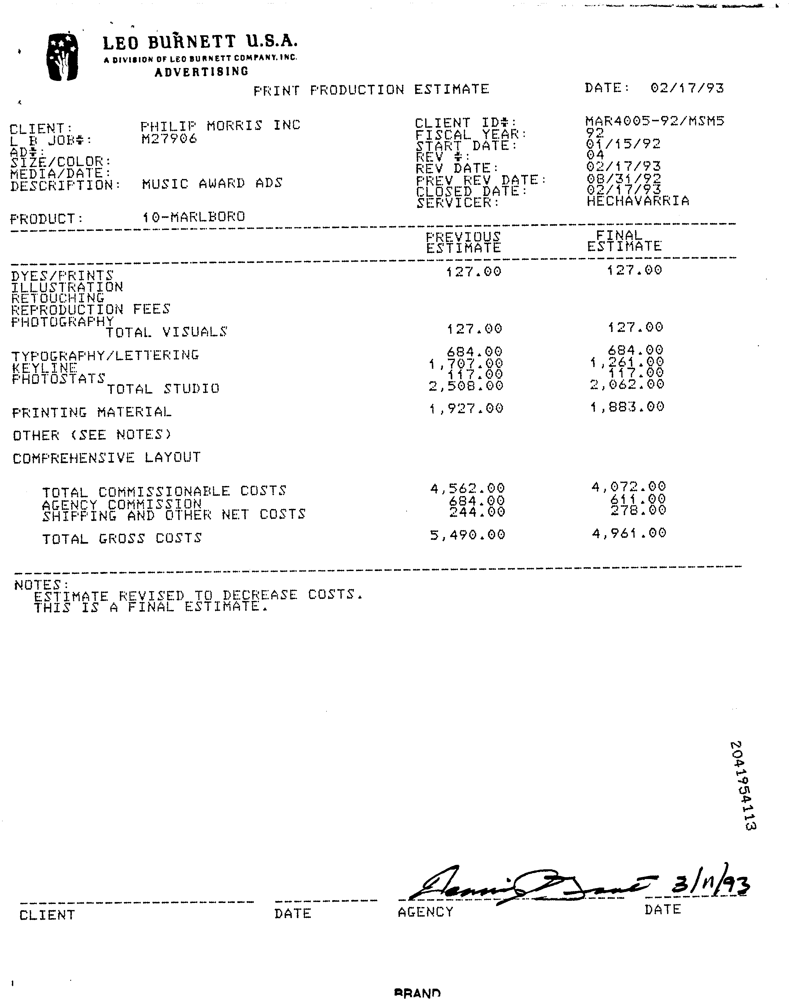 LEO BURNETT U.S.A.
A DIVISION OF LEO BURNETT COMPANY, INC.
ADVERTISING
PRINT PRODUCTION ESTIMATE DATE: 02/17/93
CLIENT: PHILIP MORRIS INC CLIENT ID#: MAR4005-92/MSM5
L B JOB#: M27906 FISCAL YEAR: 92
AD#: START DATE: 01/15/92
SIZE/COLOR: REV #: 04
MEDIA/DATE: REV DATE: 02/17/93
DESCRIPTION: MUSIC AWARD ADS PREV REV DATE: 08/31/92
CLOSED DATE: 02/17/93
SERVICER: HECHAVARRIA
PRODUCT: 10-MARLBORO
PREVIOUS FINAL
ESTIMATE ESTIMATE
DYES/PRINTS 127.00 127.00
ILLUSTRATION
RETOUCHING
REPRODUCTION FEES
PHOTOGRAPHY
TOTAL VISUALS 127.00 127.00
TYPOGRAPHY/LETTERING 684.00 684.00
KEYLINE 1,707.00 1,261.00
PHOTOSTATS 117.00 117.00
TOTAL STUDIO 2,508.00 2,062.00
PRINTING MATERIAL 1,927.00 1,883.00
OTHER (SEE NOTES)
COMPREHENSIVE LAYOUT
TOTAL COMMISSIONABLE COSTS 4,562.00 4,072.00
AGENCY COMMISSION 684.00 611.00
SHIPPING AND OTHER NET COSTS 244.00 278.00
TOTAL GROSS COSTS 5,490.00 4,961.00
NOTES:
ESTIMATE REVISED TO DECREASE COSTS.
THIS IS A FINAL ESTIMATE.
2041954113
3/11/93
CLIENT DATE AGENCY DATE
BRAND